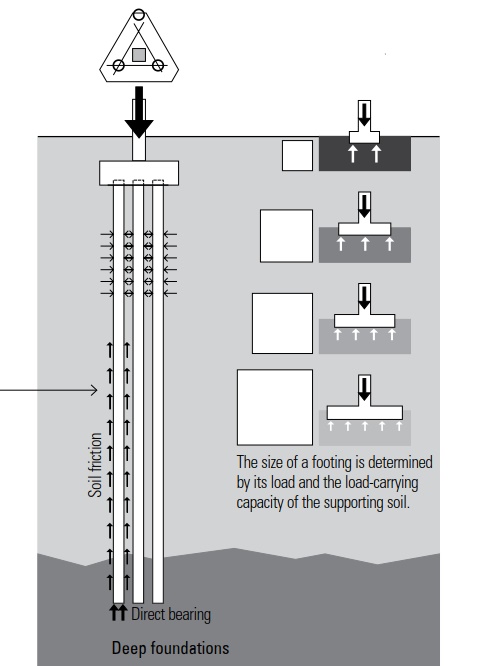 The size of a footing is determined
by its load and the load-carrying
capacity of the supporting soil.
Soil friction
Direct bearing
Deep foundations